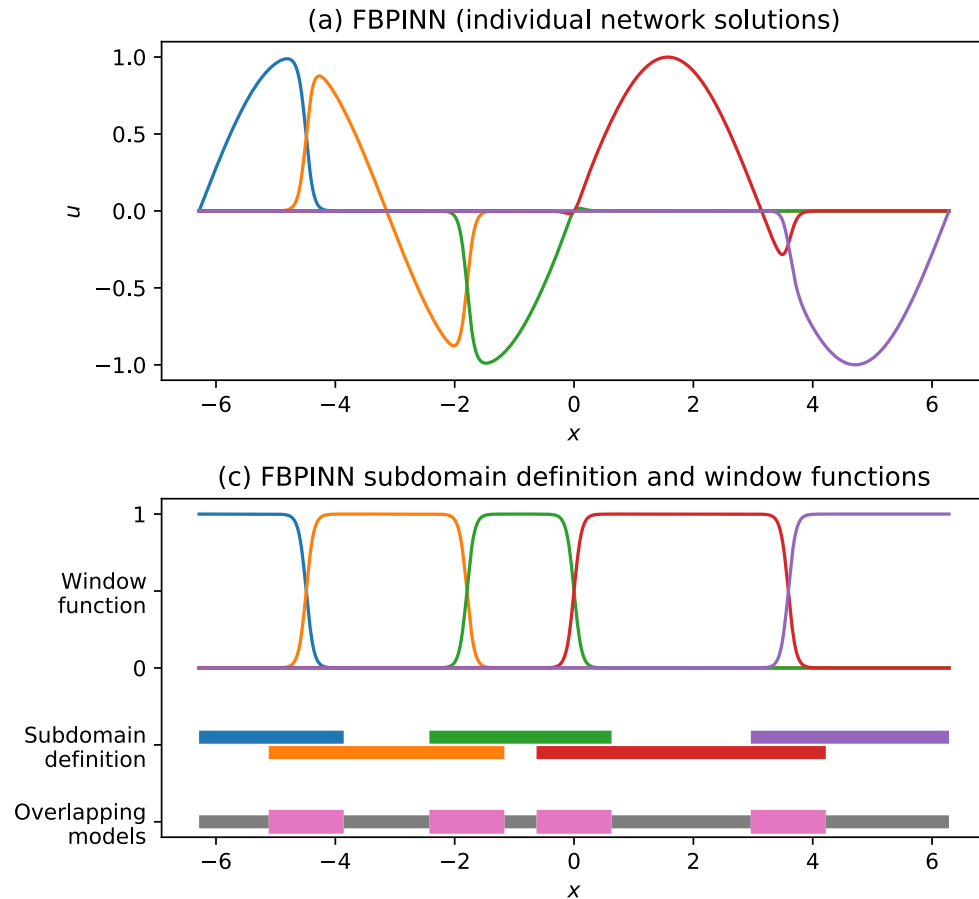 (a) FBPINN (individual network solutions)
1.0
0.5
0.0
−0.5
−1.0
u
−6 −4 −2 0 2 4 6
x
(c) FBPINN subdomain definition and window functions
1
Window
function
0
Subdomain
definition
Overlapping
models
−6 −4 −2 0 2 4 6
x